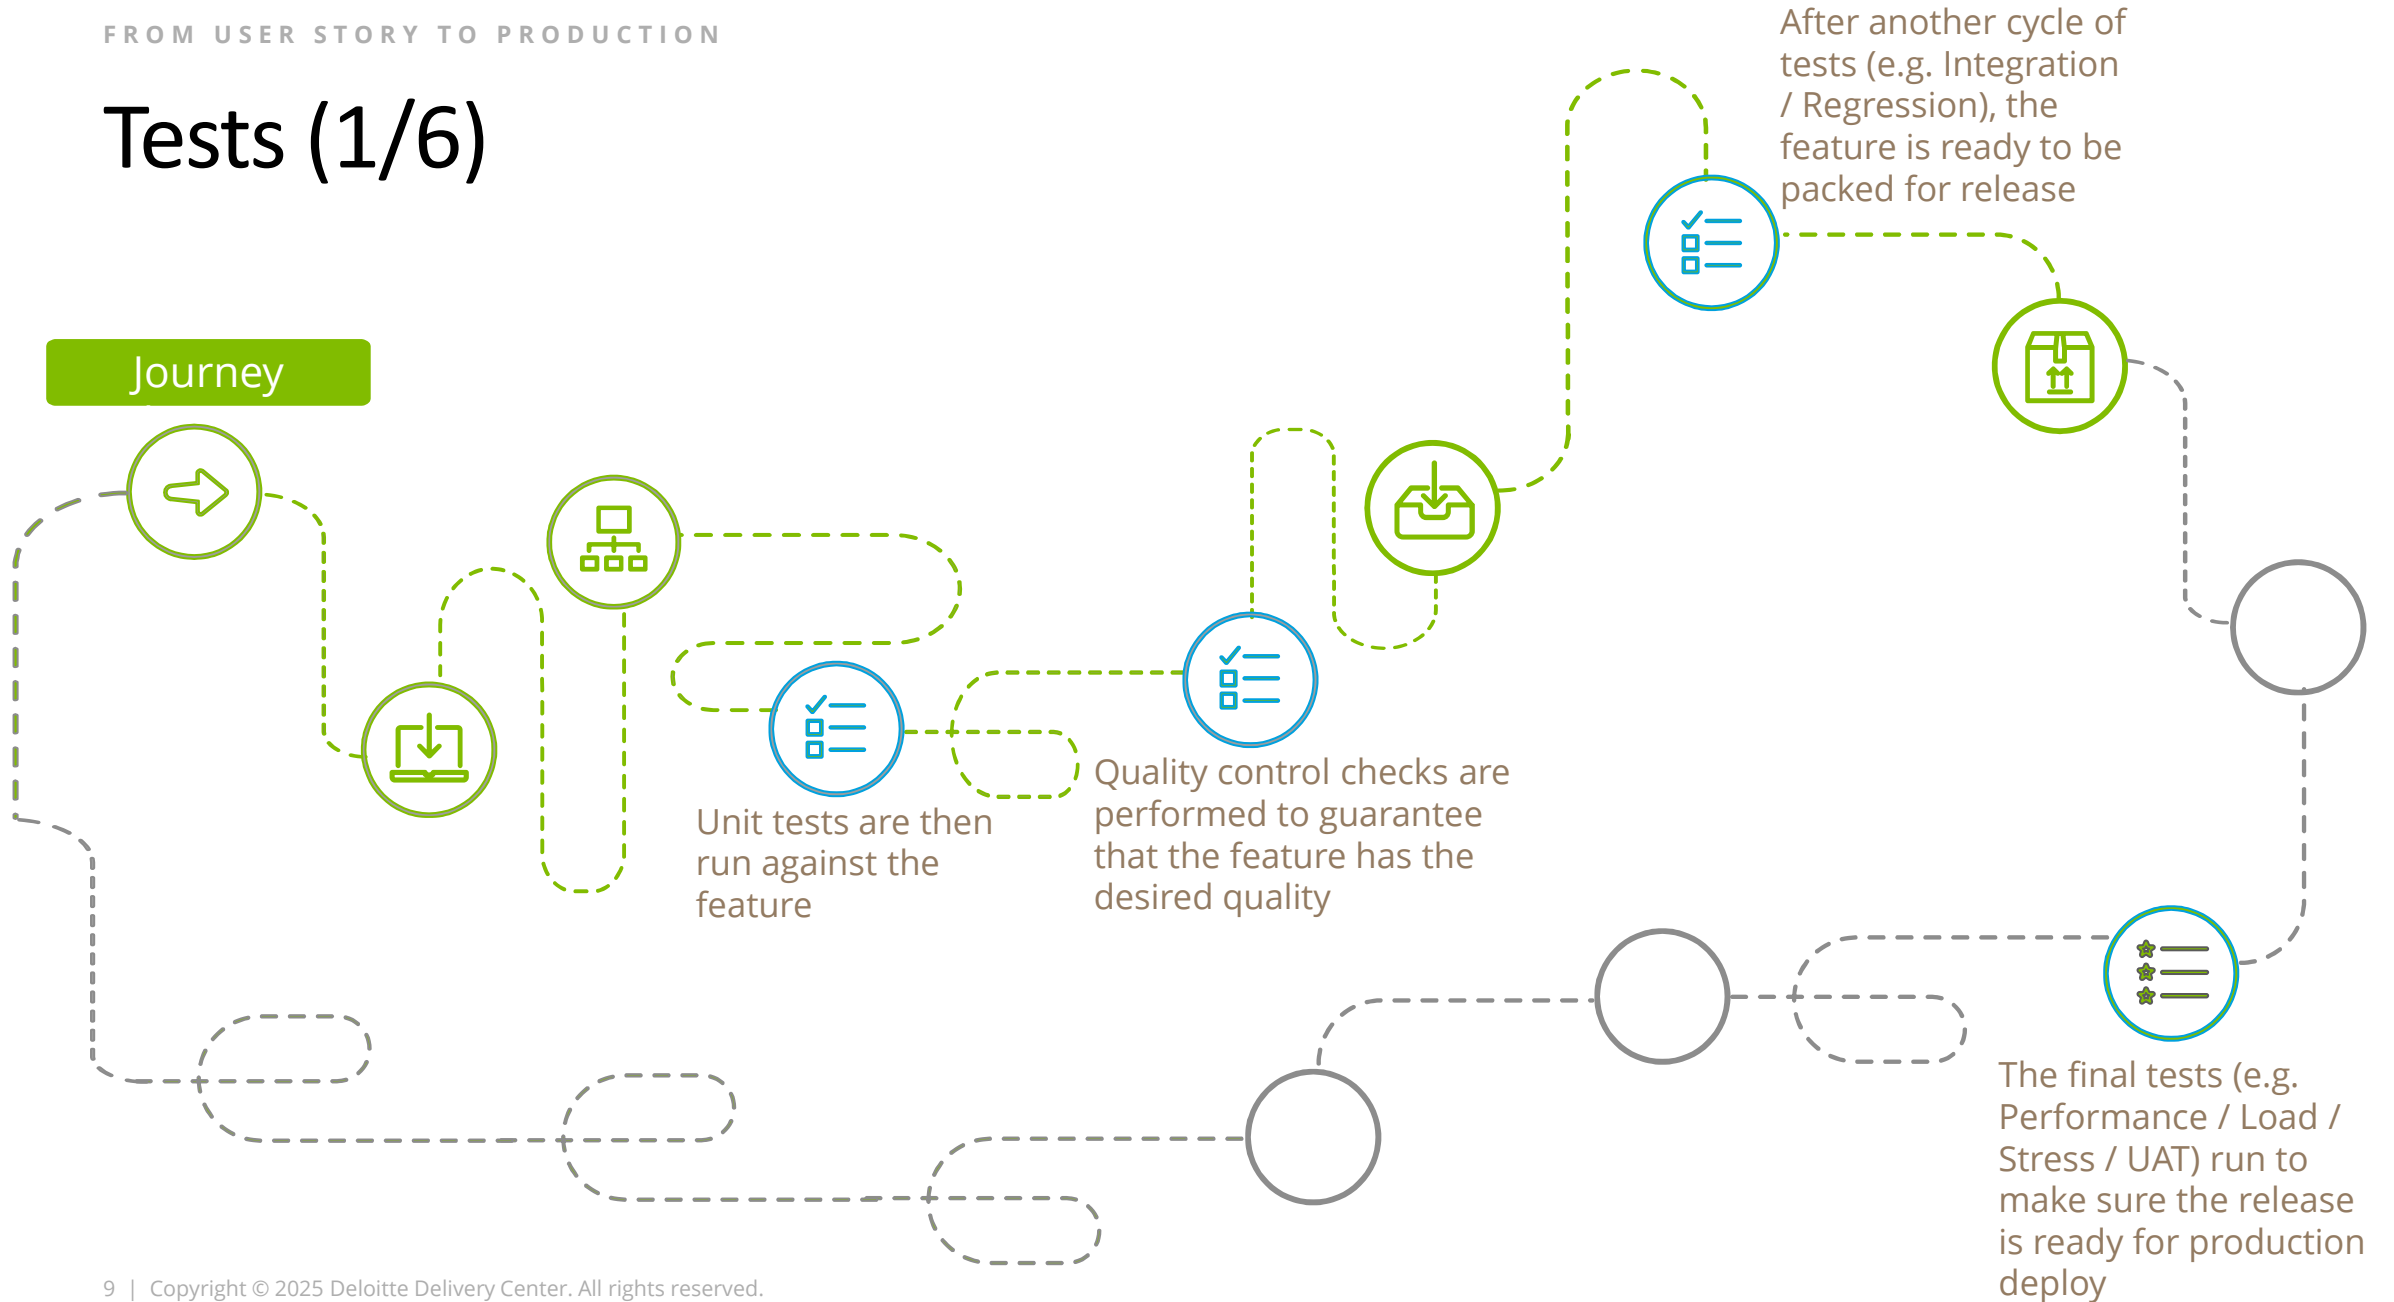 FROM USER STORY TO PRODUCTION
Tests (1/6)
After another cycle of
tests (e.g. Integration
/ Regression), the
feature is ready to be
packed for release
Journey
Unit tests are then
run against the
feature
Quality control checks are
performed to guarantee
that the feature has the
desired quality
The final tests (e.g.
Performance / Load /
Stress / UAT) run to
make sure the release
is ready for production
deploy
9 | Copyright © 2025 Deloitte Delivery Center. All rights reserved.